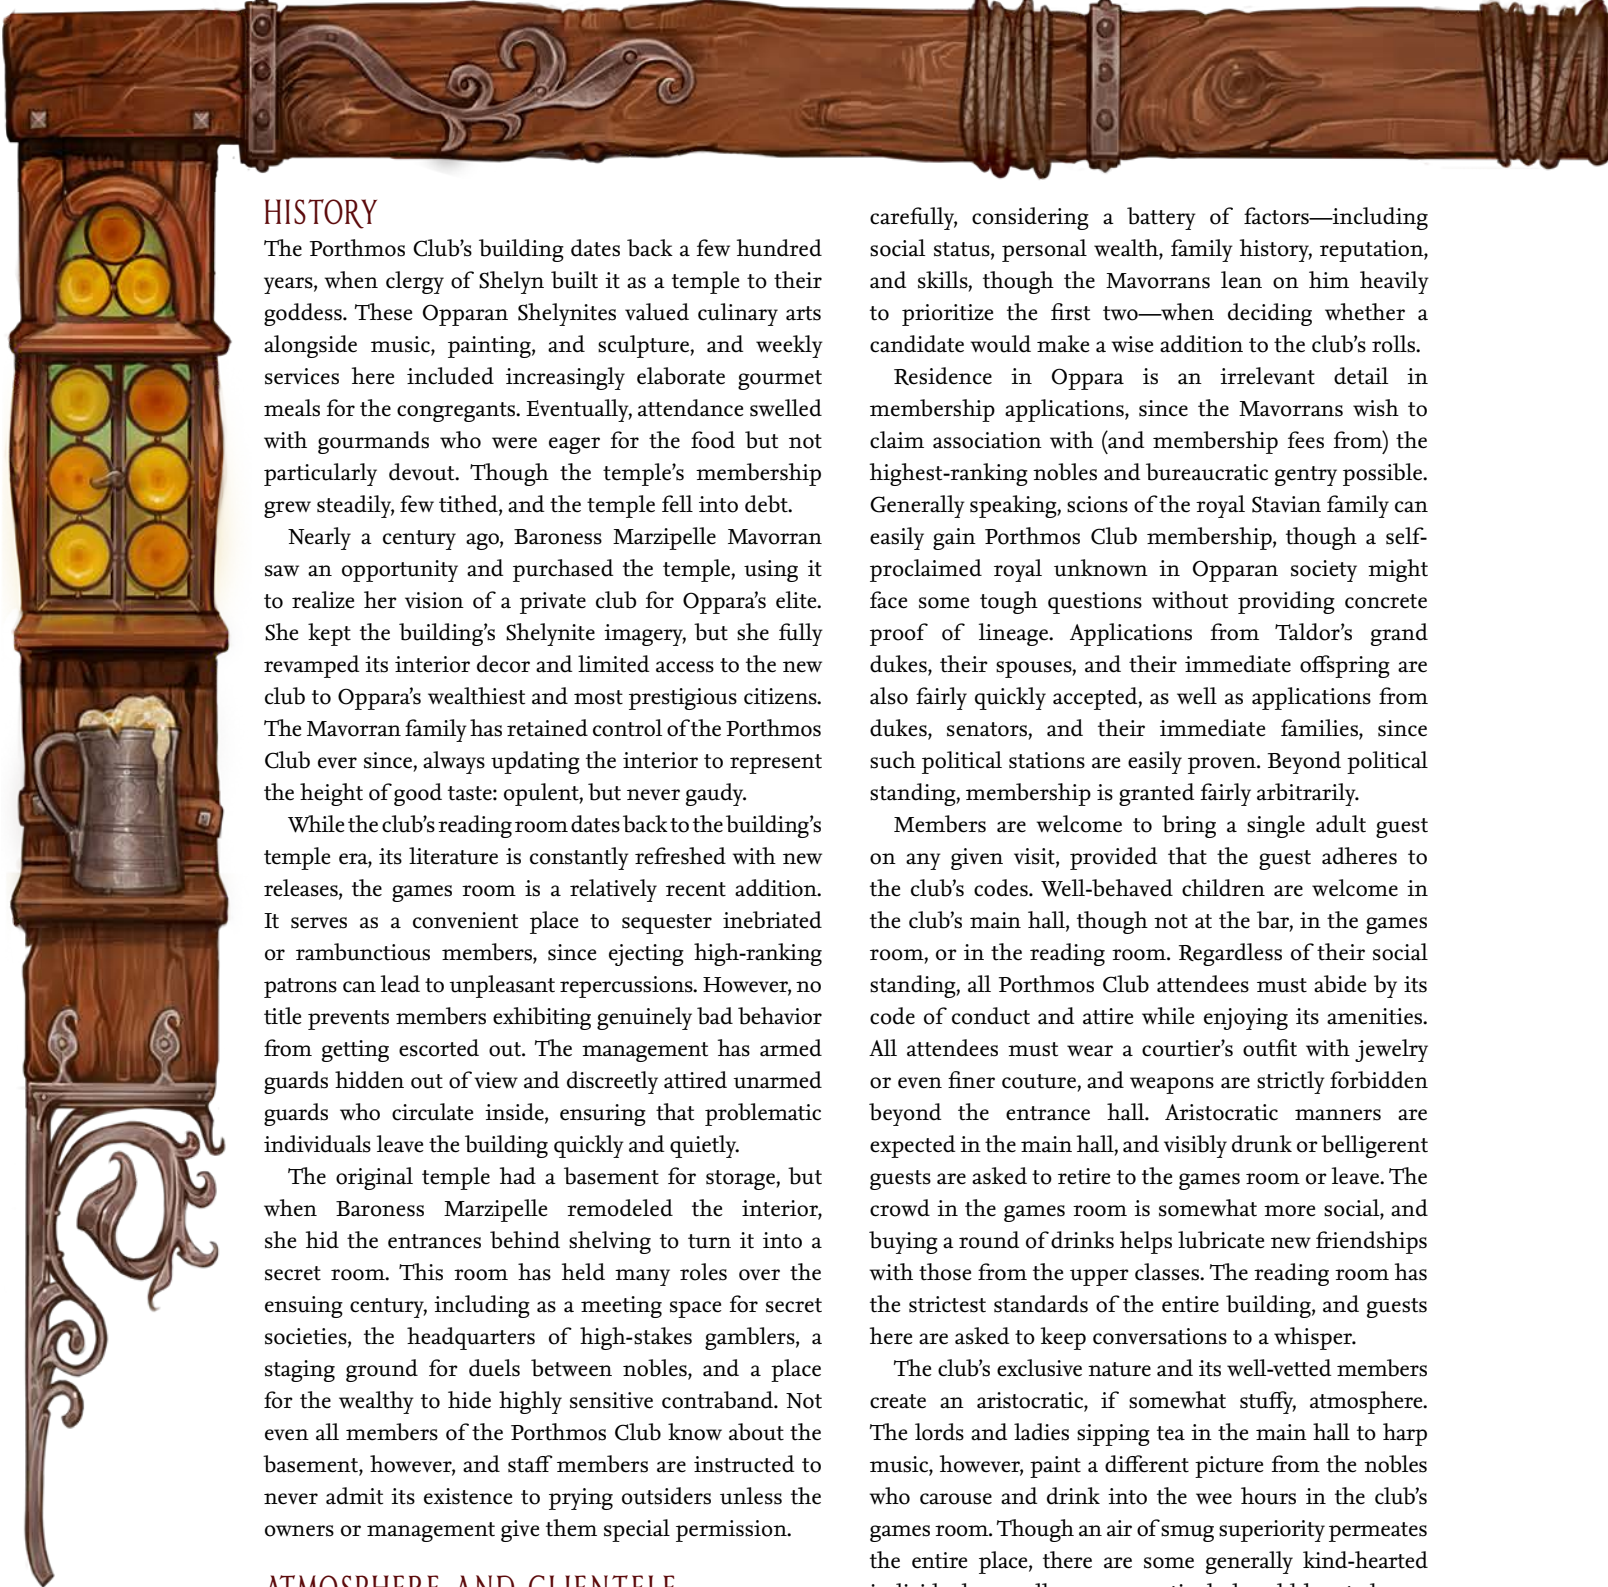 HISTORY
The Porthmos Club's building dates back a few hundred
years, when clergy of Shelyn built it as a temple to their
goddess. These Opparan Shelynites valued culinary arts
alongside music, painting, and sculpture, and weekly
services here included increasingly elaborate gourmet
meals for the congregants. Eventually, attendance swelled
with gourmands who were eager for the food but not
particularly devout. Though the temple's membership
grew steadily, few tithed, and the temple fell into debt.
Nearly a century ago, Baroness Marzipelle Mavorran
saw an opportunity and purchased the temple, using it
to realize her vision of a private club for Oppara's elite.
She kept the building's Shelynite imagery, but she fully
revamped its interior decor and limited access to the new
club to Oppara's wealthiest and most prestigious citizens.
The Mavorran family has retained control of the Porthmos
Club ever since, always updating the interior to represent
the height of good taste: opulent, but never gaudy.
While the club's reading room dates back to the building's
temple era, its literature is constantly refreshed with new
releases, the games room is a relatively recent addition.
It serves as a convenient place to sequester inebriated
or rambunctious members, since ejecting high-ranking
patrons can lead to unpleasant repercussions. However, no
title prevents members exhibiting genuinely bad behavior
from getting escorted out. The management has armed
guards hidden out of view and discreetly attired unarmed
guards who circulate inside, ensuring that problematic
individuals leave the building quickly and quietly.
The original temple had a basement for storage, but
when Baroness Marzipelle remodeled the interior,
she hid the entrances behind shelving to turn it into a
secret room. This room has held many roles over the
ensuing century, including as a meeting space for secret
societies, the headquarters of high-stakes gamblers, a
staging ground for duels between nobles, and a place
for the wealthy to hide highly sensitive contraband. Not
even all members of the Porthmos Club know about the
basement, however, and staff members are instructed to
never admit its existence to prying outsiders unless the
owners or management give them special permission.
ATMOSPHERE AND CLIENTELE
carefully, considering a battery of factors—including
social status, personal wealth, family history, reputation,
and skills, though the Mavorrans lean on him heavily
to prioritize the first two—when deciding whether a
candidate would make a wise addition to the club's rolls.
Residence in Oppara is an irrelevant detail in
membership applications, since the Mavorrans wish to
claim association with (and membership fees from) the
highest-ranking nobles and bureaucratic gentry possible.
Generally speaking, scions of the royal Stavian family can
easily gain Porthmos Club membership, though a self-
proclaimed royal unknown in Opparan society might
face some tough questions without providing concrete
proof of lineage. Applications from Taldor's grand
dukes, their spouses, and their immediate offspring are
also fairly quickly accepted, as well as applications from
dukes, senators, and their immediate families, since
such political stations are easily proven. Beyond political
standing, membership is granted fairly arbitrarily.
Members are welcome to bring a single adult guest
on any given visit, provided that the guest adheres to
the club's codes. Well-behaved children are welcome in
the club's main hall, though not at the bar, in the games
room, or in the reading room. Regardless of their social
standing, all Porthmos Club attendees must abide by its
code of conduct and attire while enjoying its amenities.
All attendees must wear a courtier's outfit with jewelry
or even finer couture, and weapons are strictly forbidden
beyond the entrance hall. Aristocratic manners are
expected in the main hall, and visibly drunk or belligerent
guests are asked to retire to the games room or leave. The
crowd in the games room is somewhat more social, and
buying a round of drinks helps lubricate new friendships
with those from the upper classes. The reading room has
the strictest standards of the entire building, and guests
here are asked to keep conversations to a whisper.
The club's exclusive nature and its well-vetted members
create an aristocratic, if somewhat stuffy, atmosphere.
The lords and ladies sipping tea in the main hall to harp
music, however, paint a different picture from the nobles
who carouse and drink into the wee hours in the club's
games room. Though an air of smug superiority permeates
the entire place, there are some generally kind-hearted